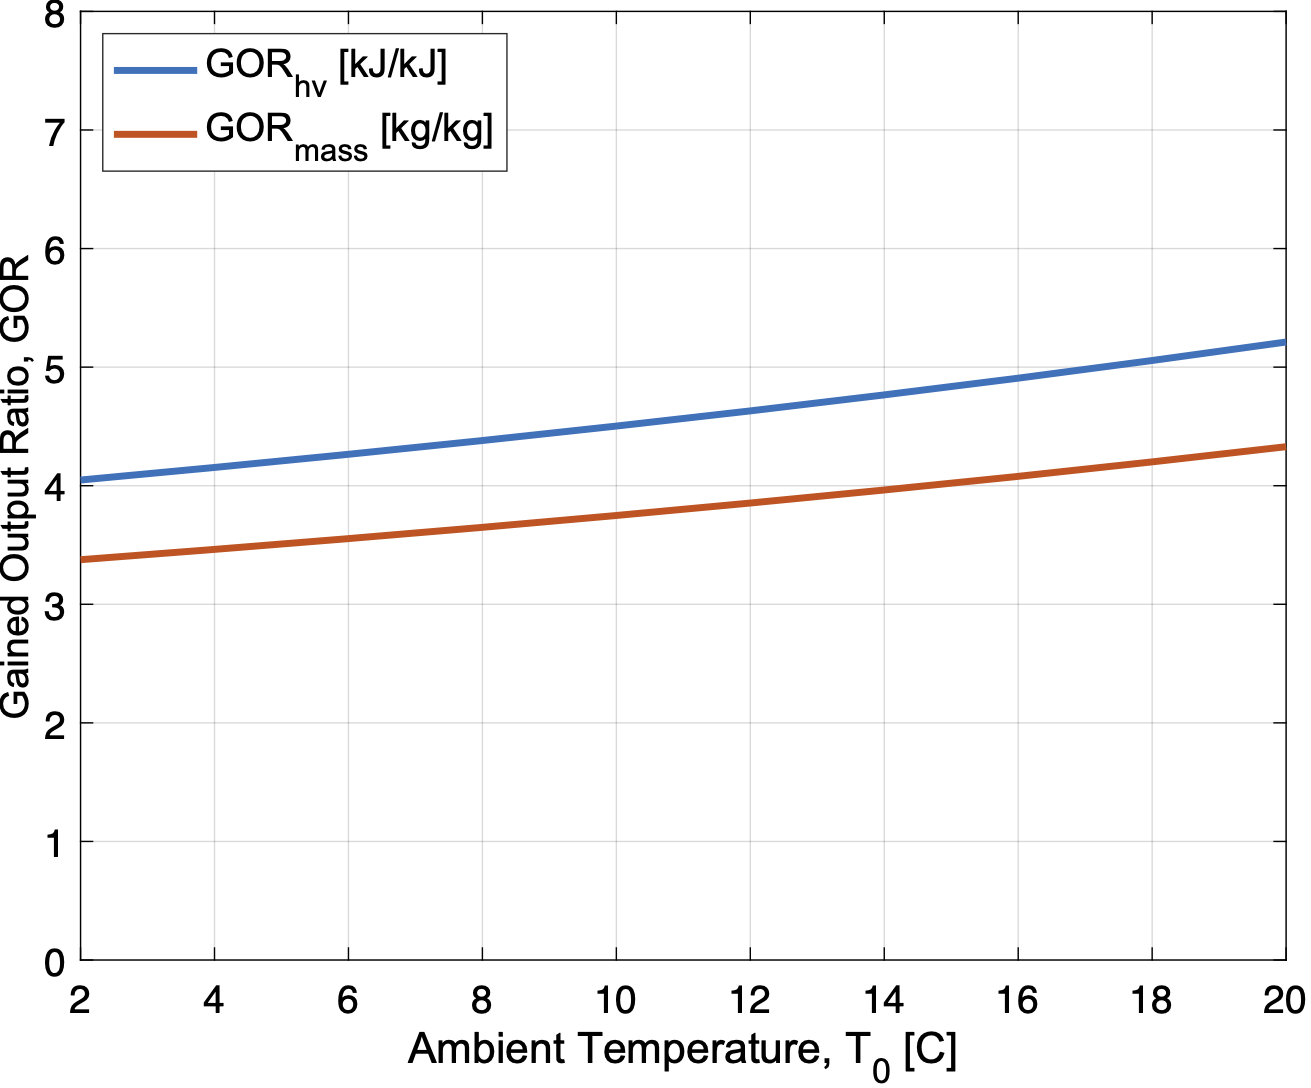 GOR_hv [kJ/kJ]
GOR_mass [kg/kg]
Gained Output Ratio, GOR
8
7
6
5
4
3
2
1
0
2 4 6 8 10 12 14 16 18 20
Ambient Temperature, T_0 [C]